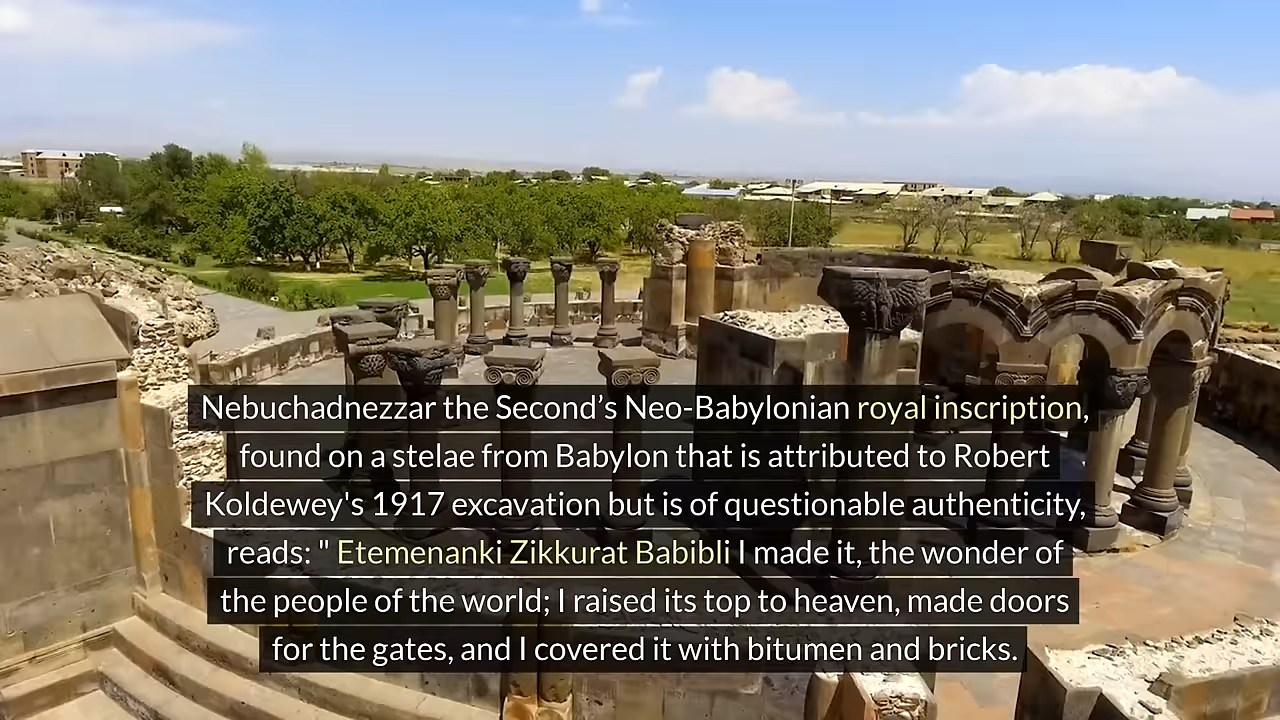 Nebuchadnezzar the Second’s Neo-Babylonian royal inscription,
found on a stelae from Babylon that is attributed to Robert
Koldewey's 1917 excavation but is of questionable authenticity,
reads: " Etemenanki Zikkurat Babibli I made it, the wonder of
the people of the world; I raised its top to heaven, made doors
for the gates, and I covered it with bitumen and bricks.